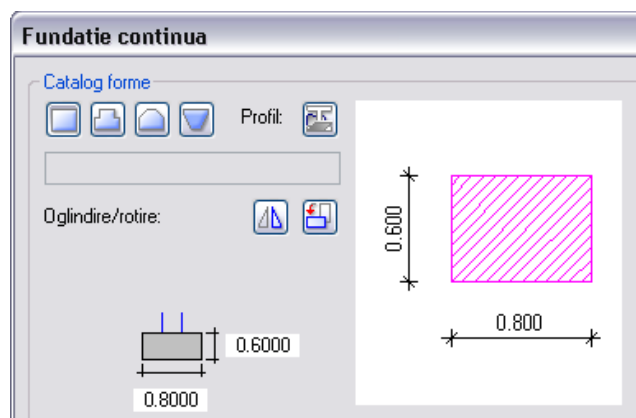 Fundatie continua
Catalog forme
Profil:
Oglindire/rotire:
0.600
0.800
0.6000
0.8000